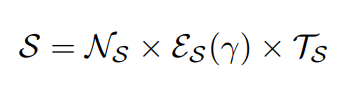 𝒮 = 𝒩_𝒮 × ℰ_𝒮(γ) × 𝒯_𝒮